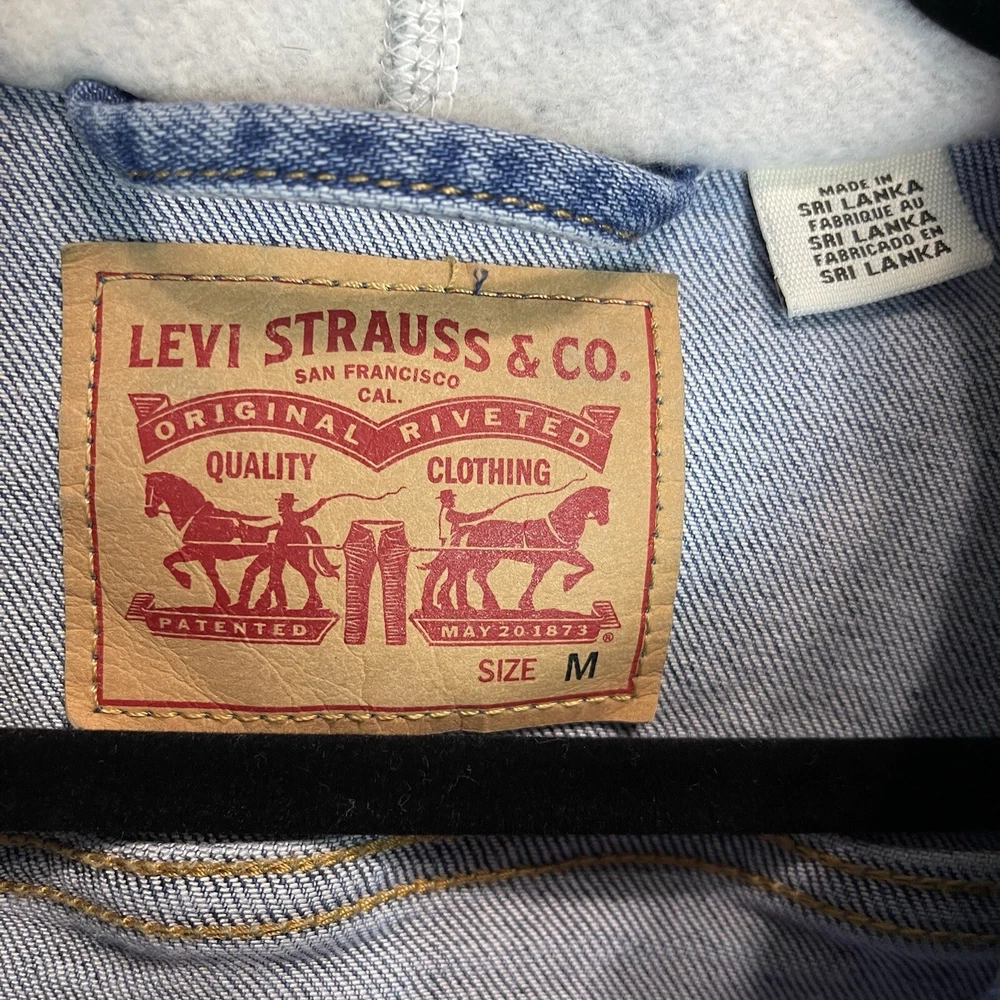 LEVI STRAUSS & CO.
SAN FRANCISCO
CAL.
ORIGINAL RIVETED
QUALITY CLOTHING
PATENTED MAY 20 1873 ®
SIZE M
MADE IN
SRI LANKA
FABRIQUE AU
SRI LANKA
FABRICADO EN
SRI LANKA